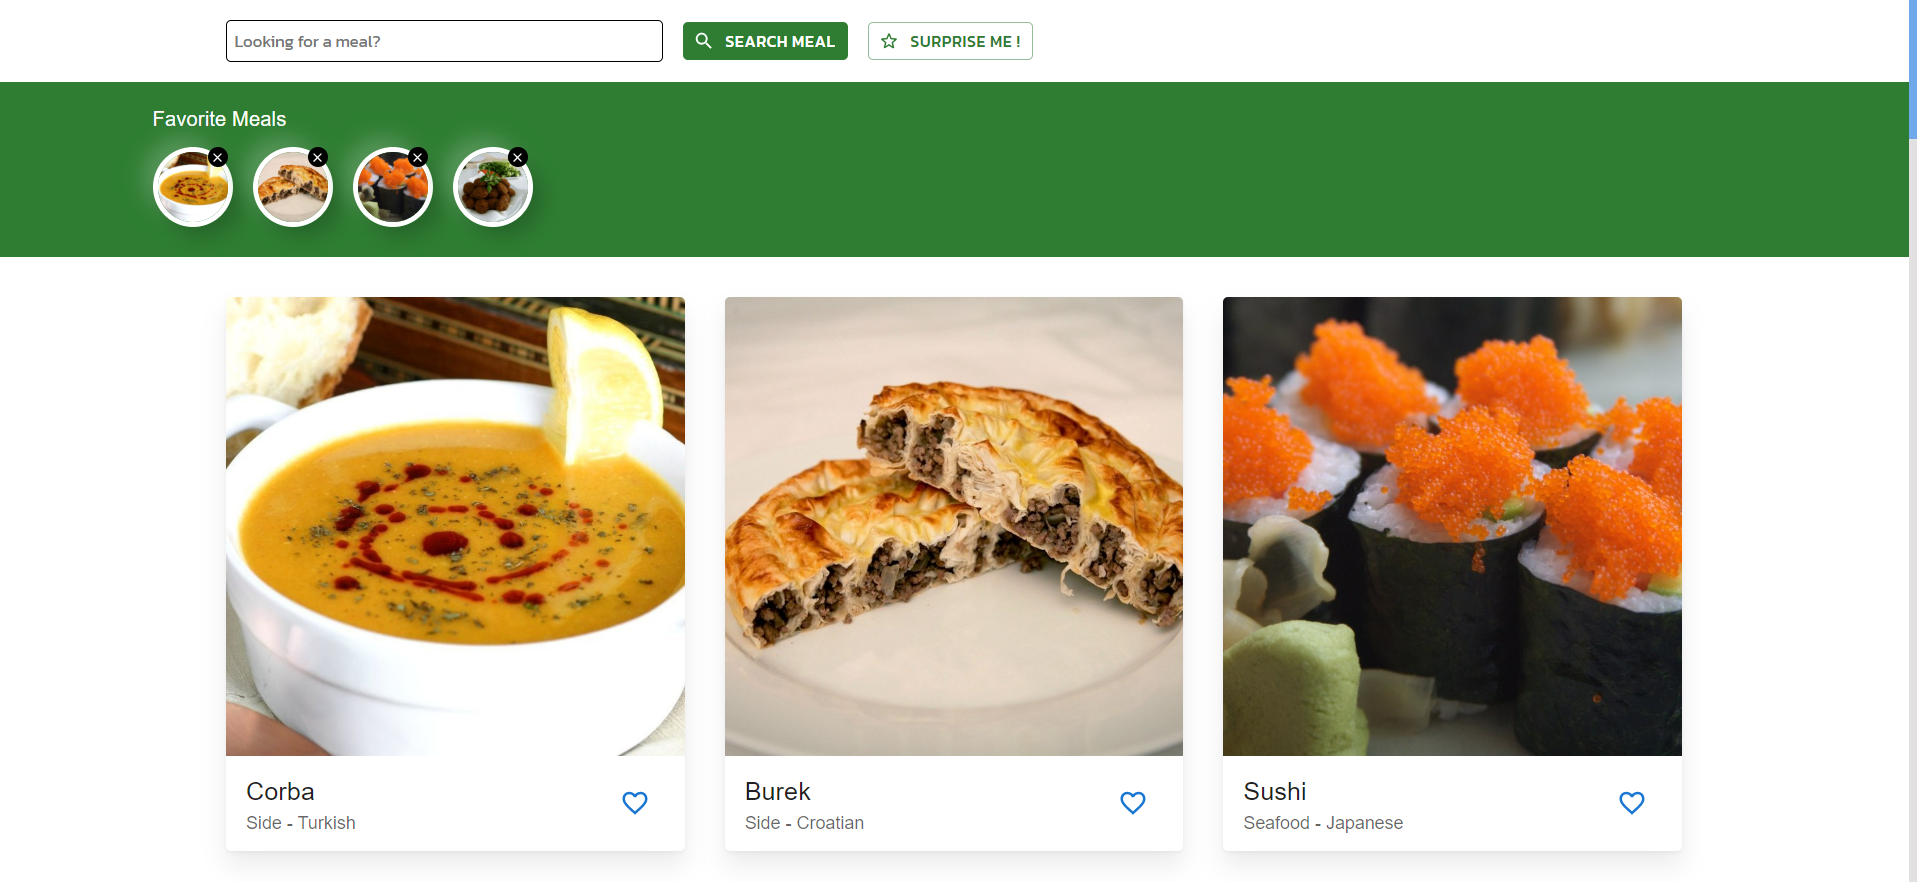 Looking for a meal?
SEARCH MEAL
SURPRISE ME !
Favorite Meals
Corba
Side - Turkish
Burek
Side - Croatian
Sushi
Seafood - Japanese